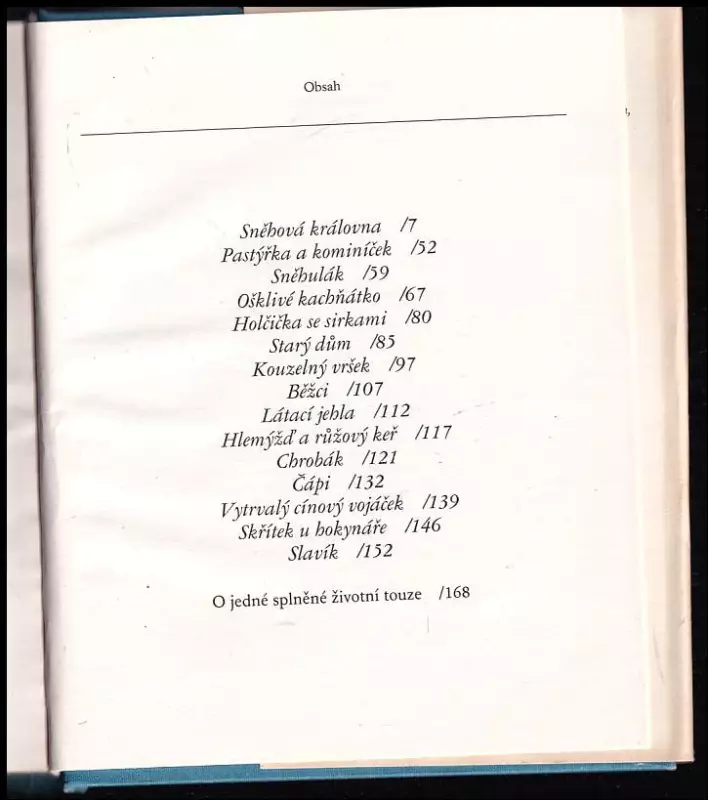 Obsah
Sněhová královna /7
Pastýřka a kominíček /52
Sněhulák /59
Ošklivé kachňátko /67
Holčička se sirkami /80
Starý dům /85
Kouzelný vršek /97
Běžci /107
Látací jehla /112
Hlemýžď a růžový keř /117
Chrobák /121
Čápi /132
Vytrvalý cínový vojáček /139
Skřítek u hokynáře /146
Slavík /152
O jedné splněné životní touze /168